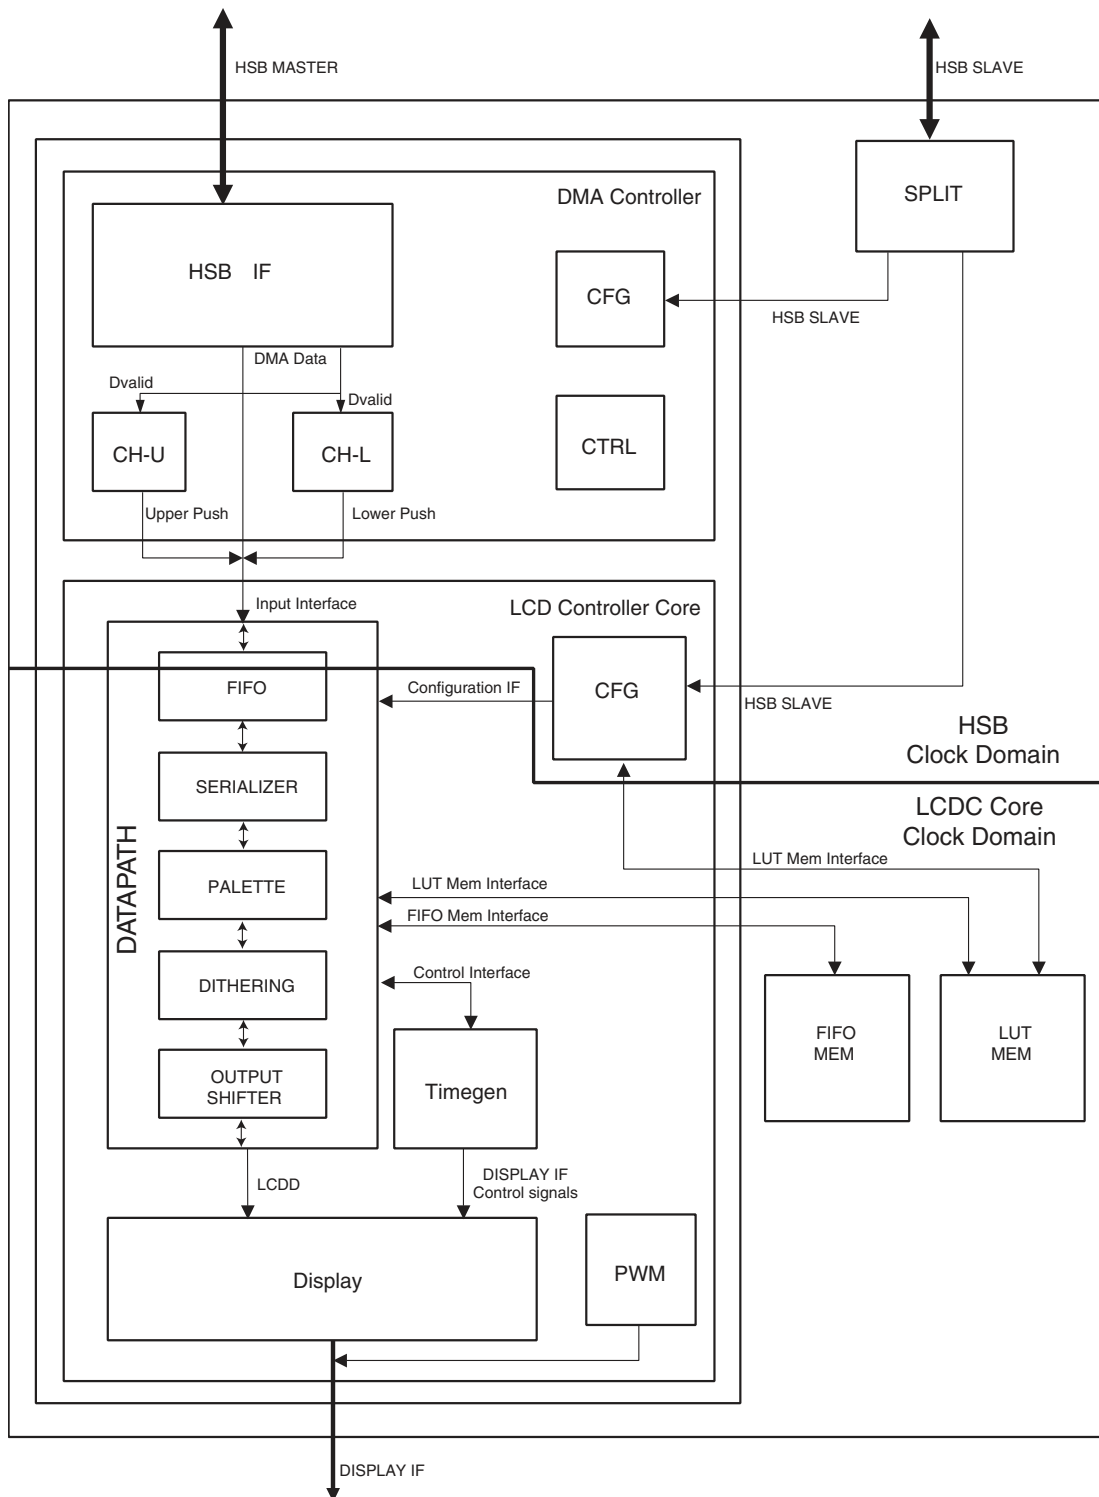 HSB MASTER
HSB SLAVE
DMA Controller
SPLIT
HSB IF
CFG
HSB SLAVE
DMA Data
Dvalid
Dvalid
CH-U
CH-L
CTRL
Upper Push
Lower Push
Input Interface
LCD Controller Core
FIFO
Configuration IF
CFG
HSB SLAVE
HSB
Clock Domain
SERIALIZER
LCDC Core
Clock Domain
DATAPATH
LUT Mem Interface
PALETTE
LUT Mem Interface
FIFO Mem Interface
DITHERING
Control Interface
FIFO
MEM
LUT
MEM
OUTPUT
SHIFTER
Timegen
LCDD
DISPLAY IF
Control signals
Display
PWM
DISPLAY IF